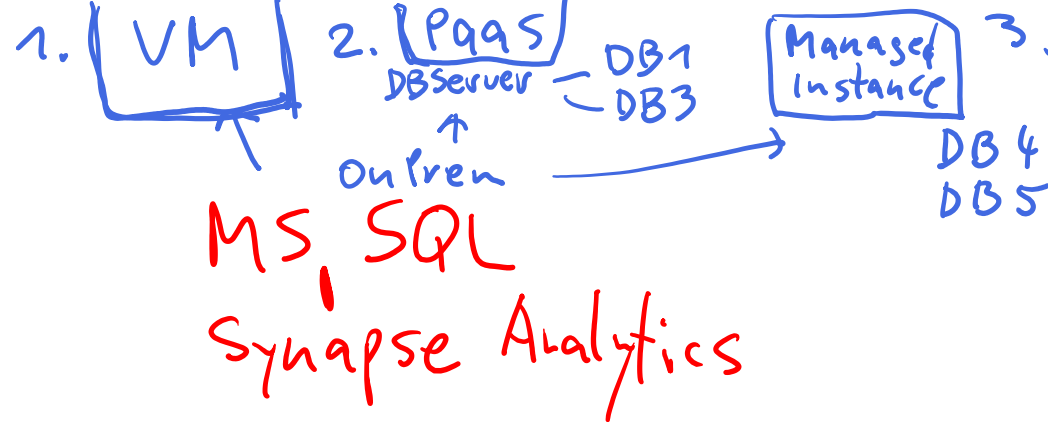 1. VM 2. PaaS Managed Instance 3.
DBServer DB1
DB3
DB4
OnPrem DB5
MS SQL
Synapse Analytics